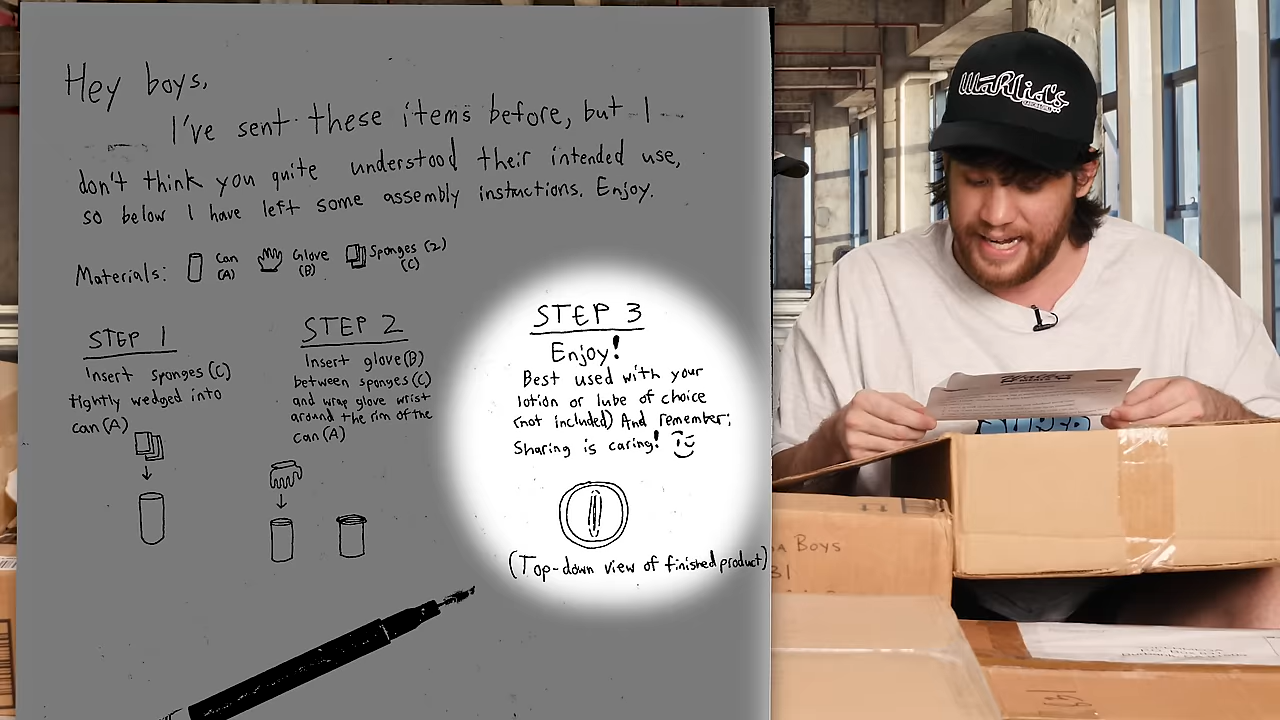 Hey boys,
I've sent these items before, but I
don't think you quite understood their intended use,
so below I have left some assembly instructions. Enjoy.
Materials: Can (A) Glove (B) Sponges (2) (C)
STEP 1
Insert sponges (C)
tightly wedged into
can (A)
STEP 2
Insert glove (B)
between sponges (C)
and wrap glove wrist
around the rim of the
can (A)
STEP 3
Enjoy!
Best used with your
lotion or lube of choice
(not included) And remember;
Sharing is caring!
(Top-down view of finished product)
Boys
31